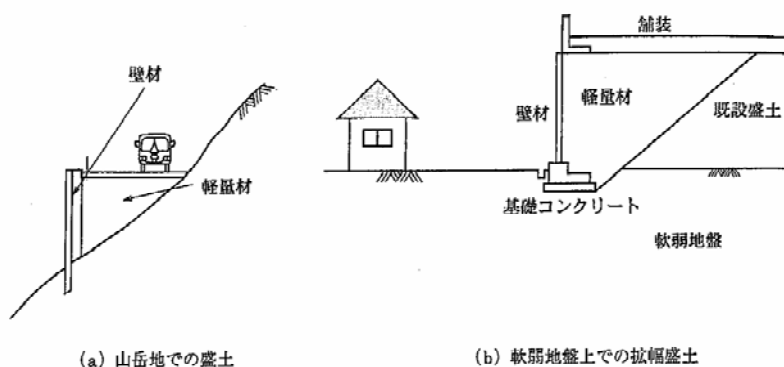 壁材
軽量材
(a) 山岳地での盛土
舗装
軽量材
壁材
既設盛土
基礎コンクリート
軟弱地盤
(b) 軟弱地盤上での拡幅盛土